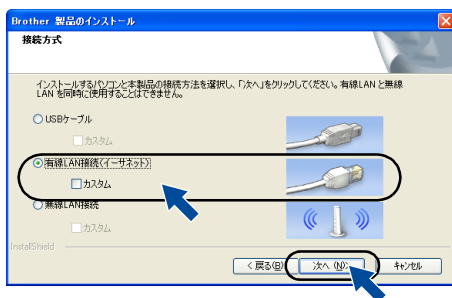 Brother 製品のインストール
接続方式
インストールするパソコンと本製品の接続方法を選択し、「次へ」をクリックしてください。有線LAN と無線
LAN を同時に使用することはできません。
USBケーブル
カスタム
有線LAN接続(イーサネット)
カスタム
無線LAN接続
カスタム
InstallShield
< 戻る(B) 次へ (N)> キャンセル